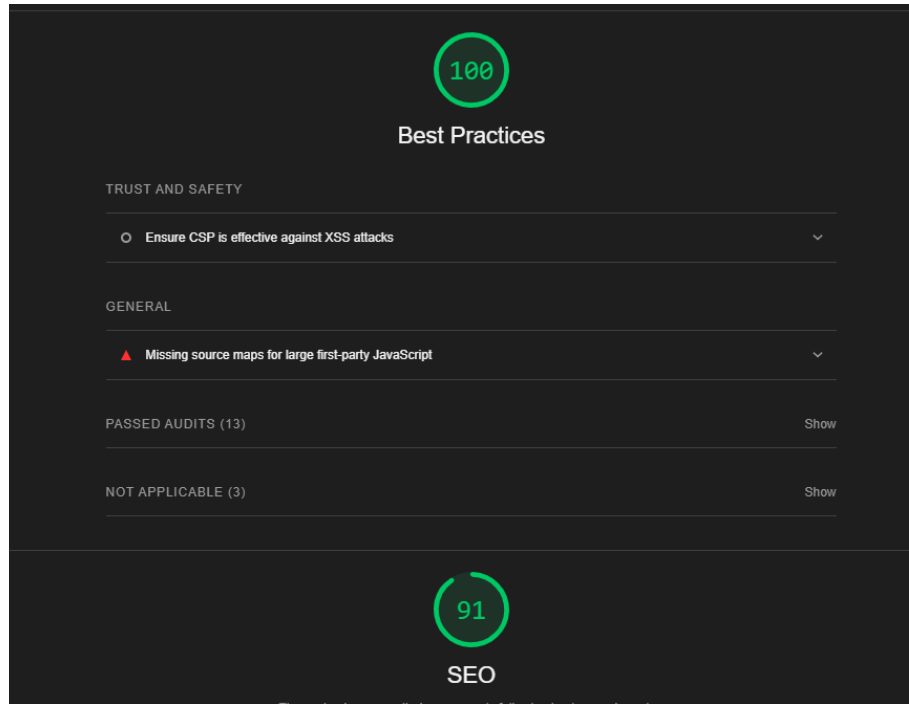 100
Best Practices
TRUST AND SAFETY
Ensure CSP is effective against XSS attacks
GENERAL
Missing source maps for large first-party JavaScript
PASSED AUDITS (13) Show
NOT APPLICABLE (3) Show
91
SEO